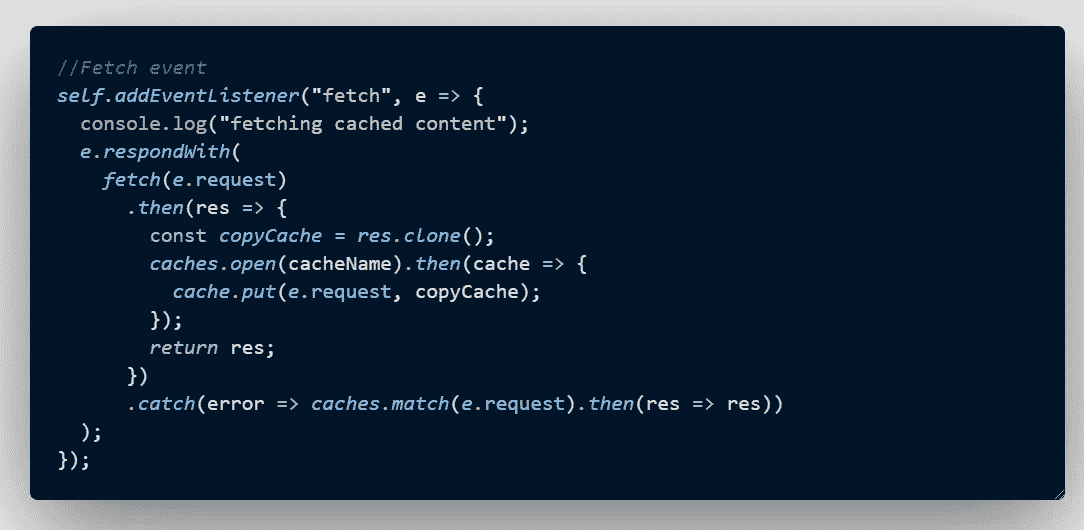 //Fetch event
self.addEventListener("fetch", e => {
  console.log("fetching cached content");
  e.respondWith(
    fetch(e.request)
      .then(res => {
        const copyCache = res.clone();
        caches.open(cacheName).then(cache => {
          cache.put(e.request, copyCache);
        });
        return res;
      })
      .catch(error => caches.match(e.request).then(res => res))
  );
});